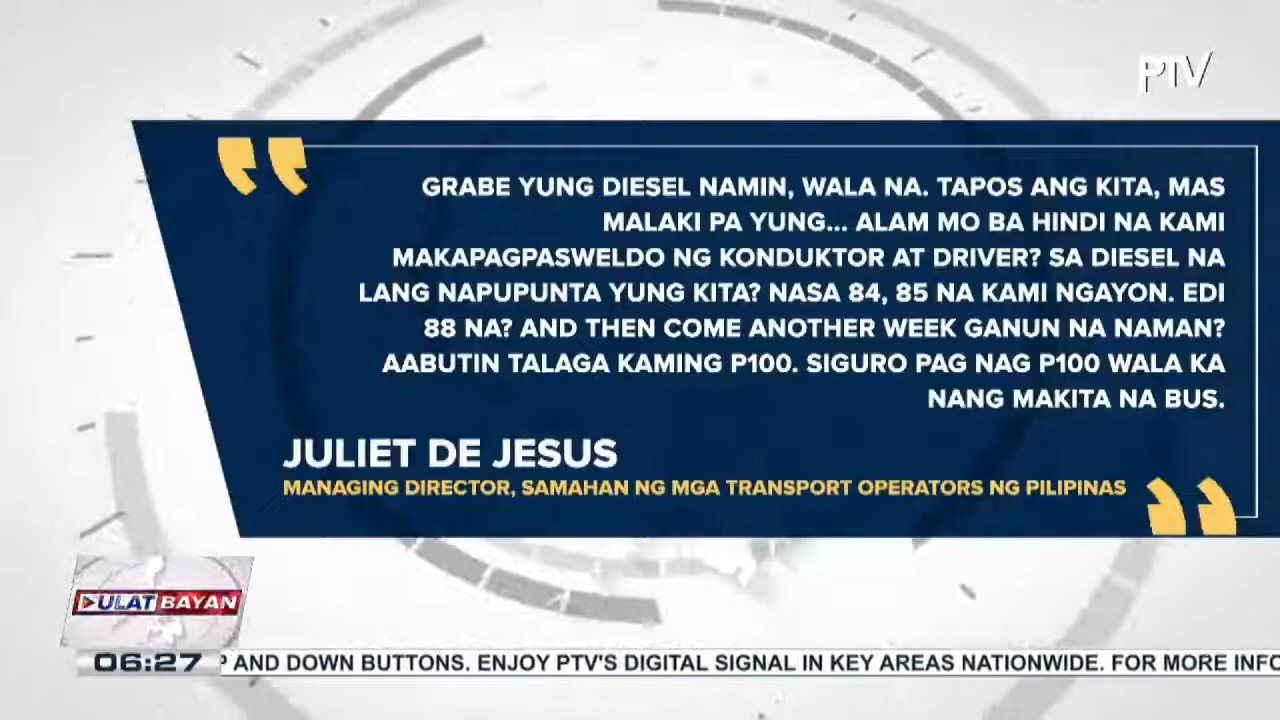 PTV
GRABE YUNG DIESEL NAMIN, WALA NA. TAPOS ANG KITA, MAS
MALAKI PA YUNG... ALAM MO BA HINDI NA KAMI
MAKAPAGPASWELDO NG KONDUKTOR AT DRIVER? SA DIESEL NA
LANG NAPUPUNTA YUNG KITA? NASA 84, 85 NA KAMI NGAYON. EDI
88 NA? AND THEN COME ANOTHER WEEK GANUN NA NAMAN?
AABUTIN TALAGA KAMING P100. SIGURO PAG NAG P100 WALA KA
NANG MAKITA NA BUS.
JULIET DE JESUS
MANAGING DIRECTOR, SAMAHAN NG MGA TRANSPORT OPERATORS NG PILIPINAS
ULAT BAYAN
06:27 P AND DOWN BUTTONS. ENJOY PTV'S DIGITAL SIGNAL IN KEY AREAS NATIONWIDE. FOR MORE INFO